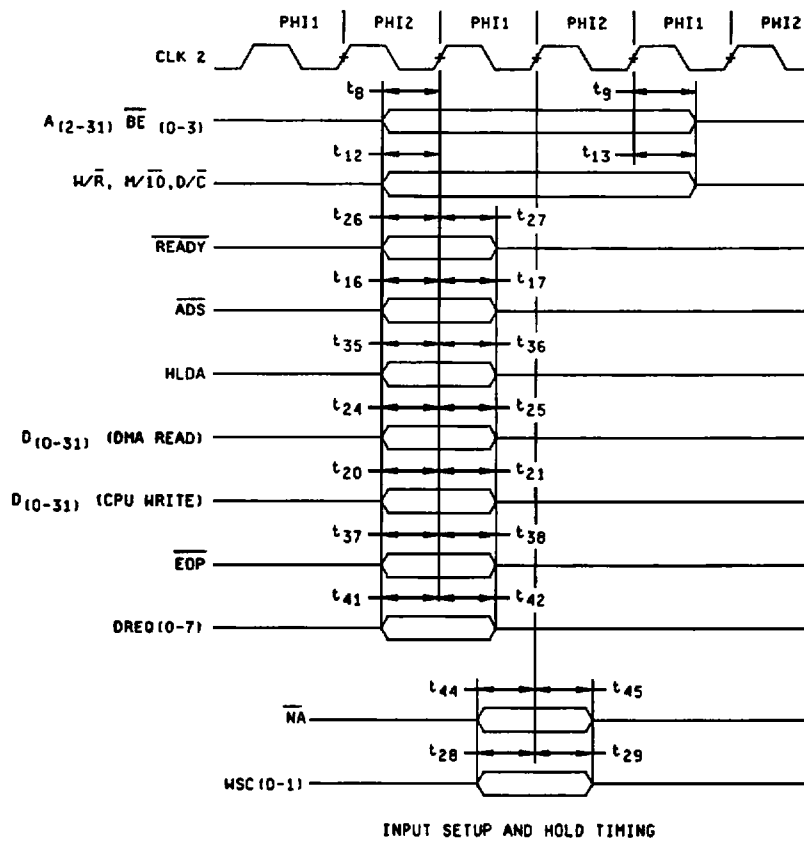 PHI1 PHI2 PHI1 PHI2 PHI1 PWI2
CLK 2
t8 t9
A(2-31) BE (0-3)
t12 t13
W/R, M/IO, D/C
t26 t27
READY
t16 t17
ADS
t35 t36
HLDA
t24 t25
D(0-31) (DMA READ)
t20 t21
D(0-31) (CPU WRITE)
t37 t38
EOP
t41 t42
DREQ(0-7)
t44 t45
NA
t28 t29
WSC(0-1)
INPUT SETUP AND HOLD TIMING